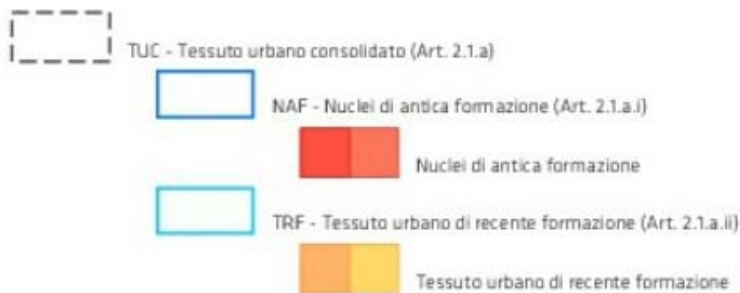 TUC - Tessuto urbano consolidato (Art. 2.1.a)
NAF - Nuclei di antica formazione (Art. 2.1.a.i)
Nuclei di antica formazione
TRF - Tessuto urbano di recente formazione (Art. 2.1.a.ii)
Tessuto urbano di recente formazione